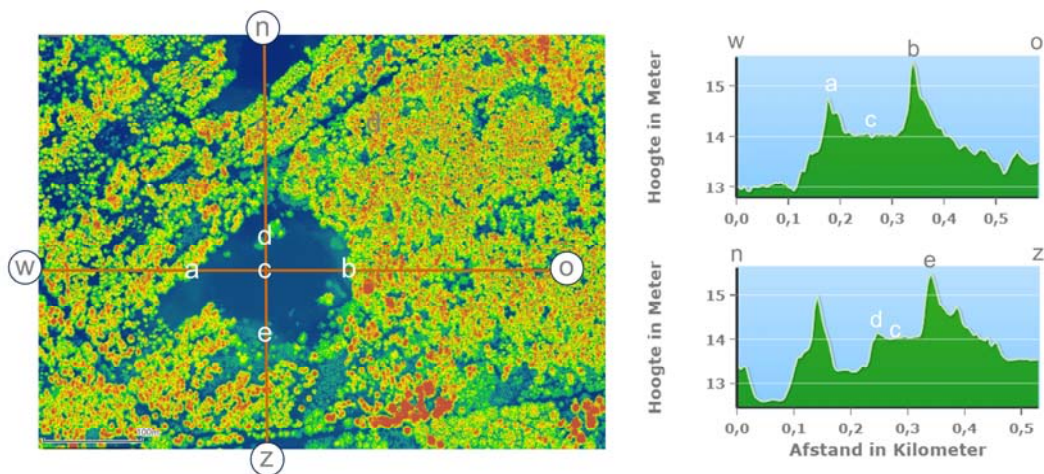 n
d
w
a
c
b
o
e
z
100m
w
b
o
Hoogte in Meter
15
a
14
c
13
0,0
0,1
0,2
0,3
0,4
0,5
n
e
z
Hoogte in Meter
15
d
c
14
13
0,0
0,1
0,2
0,3
0,4
0,5
Afstand in Kilometer